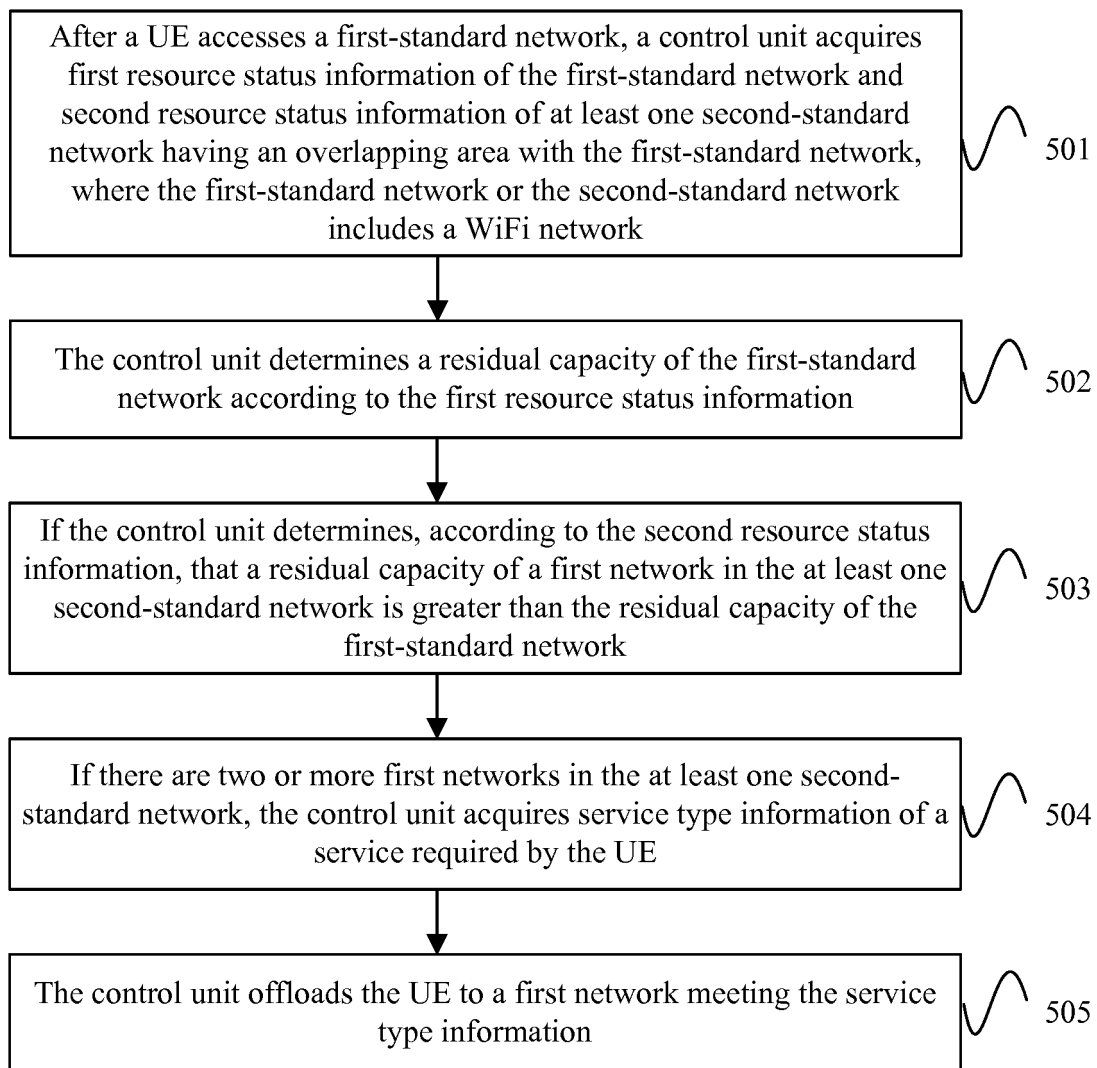 After a UE accesses a first-standard network, a control unit acquires
first resource status information of the first-standard network and
second resource status information of at least one second-standard
network having an overlapping area with the first-standard network,
where the first-standard network or the second-standard network
includes a WiFi network
501
The control unit determines a residual capacity of the first-standard
network according to the first resource status information
502
If the control unit determines, according to the second resource status
information, that a residual capacity of a first network in the at least one
second-standard network is greater than the residual capacity of the
first-standard network
503
If there are two or more first networks in the at least one second-
standard network, the control unit acquires service type information of a
service required by the UE
504
The control unit offloads the UE to a first network meeting the service
type information
505